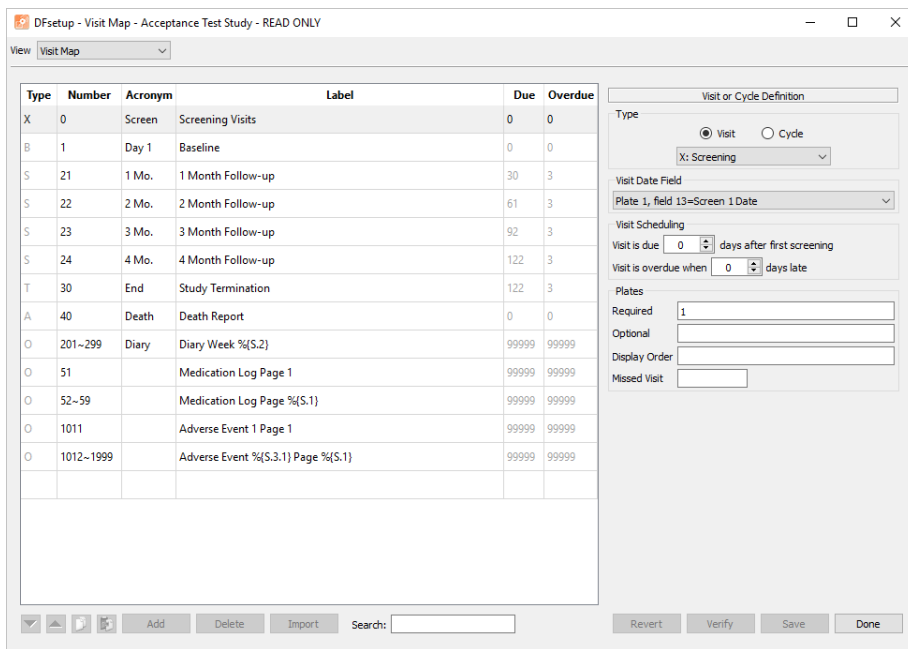 DFsetup - Visit Map - Acceptance Test Study - READ ONLY
View Visit Map
Type Number Acronym Label Due Overdue
X 0 Screen Screening Visits 0 0
B 1 Day 1 Baseline 0 0
S 21 1 Mo. 1 Month Follow-up 30 3
S 22 2 Mo. 2 Month Follow-up 61 3
S 23 3 Mo. 3 Month Follow-up 92 3
S 24 4 Mo. 4 Month Follow-up 122 3
T 30 End Study Termination 122 3
A 40 Death Death Report 0 0
O 201~299 Diary Diary Week %{S.2} 99999 99999
O 51 Medication Log Page 1 99999 99999
O 52~59 Medication Log Page %{S.1} 99999 99999
O 1011 Adverse Event 1 Page 1 99999 99999
O 1012~1999 Adverse Event %{S.3.1} Page %{S.1} 99999 99999
Visit or Cycle Definition
Type
Visit Cycle
X: Screening
Visit Date Field
Plate 1, field 13=Screen 1 Date
Visit Scheduling
Visit is due 0 days after first screening
Visit is overdue when 0 days late
Plates
Required 1
Optional
Display Order
Missed Visit
Add Delete Import Search:
Revert Verify Save Done